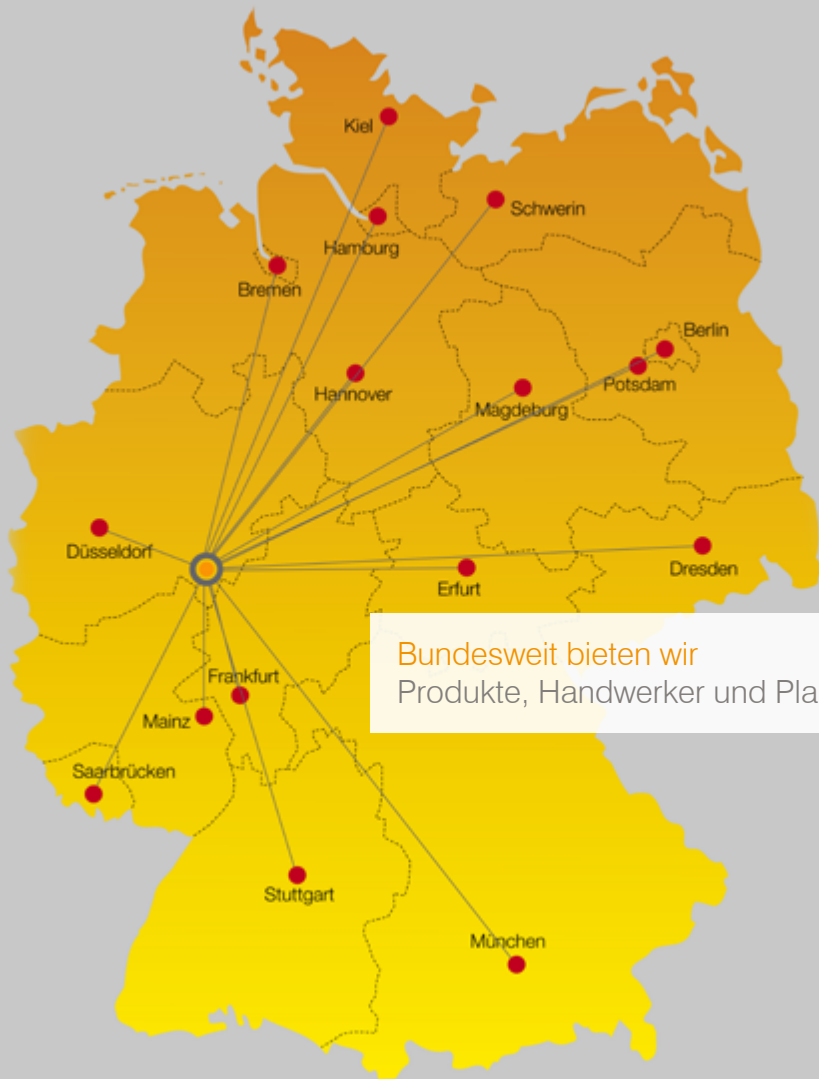 Kiel
Schwerin
Hamburg
Bremen
Berlin
Potsdam
Hannover
Magdeburg
Düsseldorf
Dresden
Erfurt
Bundesweit bieten wir
Produkte, Handwerker und Pla
Frankfurt
Mainz
Saarbrücken
Stuttgart
München